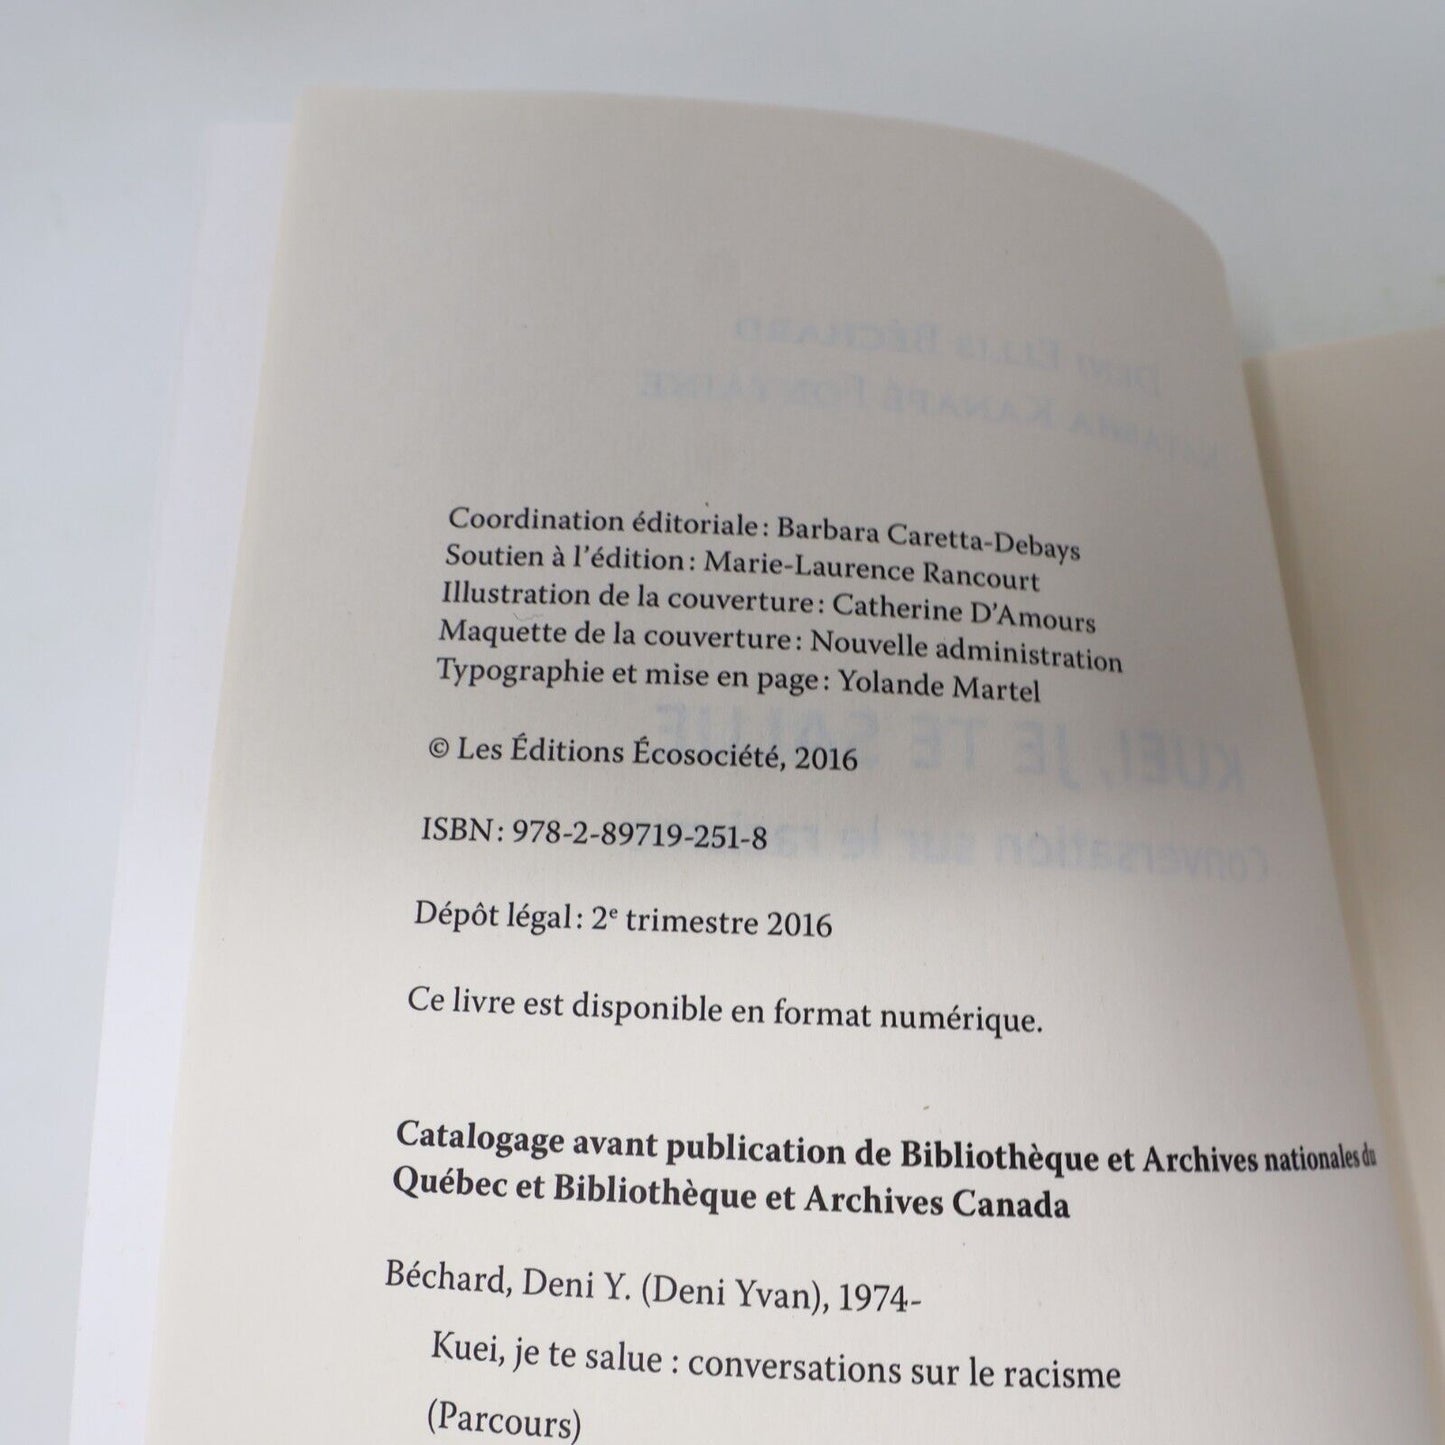 Coordination éditoriale : Barbara Caretta-Debays
Soutien à l’édition : Marie-Laurence Rancourt
Illustration de la couverture : Catherine D’Amours
Maquette de la couverture : Nouvelle administration
Typographie et mise en page : Yolande Martel
© Les Éditions Écosociété, 2016
ISBN : 978-2-89719-251-8
Dépôt légal : 2e trimestre 2016
Ce livre est disponible en format numérique.
Catalogage avant publication de Bibliothèque et Archives nationales du
Québec et Bibliothèque et Archives Canada
Béchard, Deni Y. (Deni Yvan), 1974-
Kuei, je te salue : conversations sur le racisme
(Parcours)